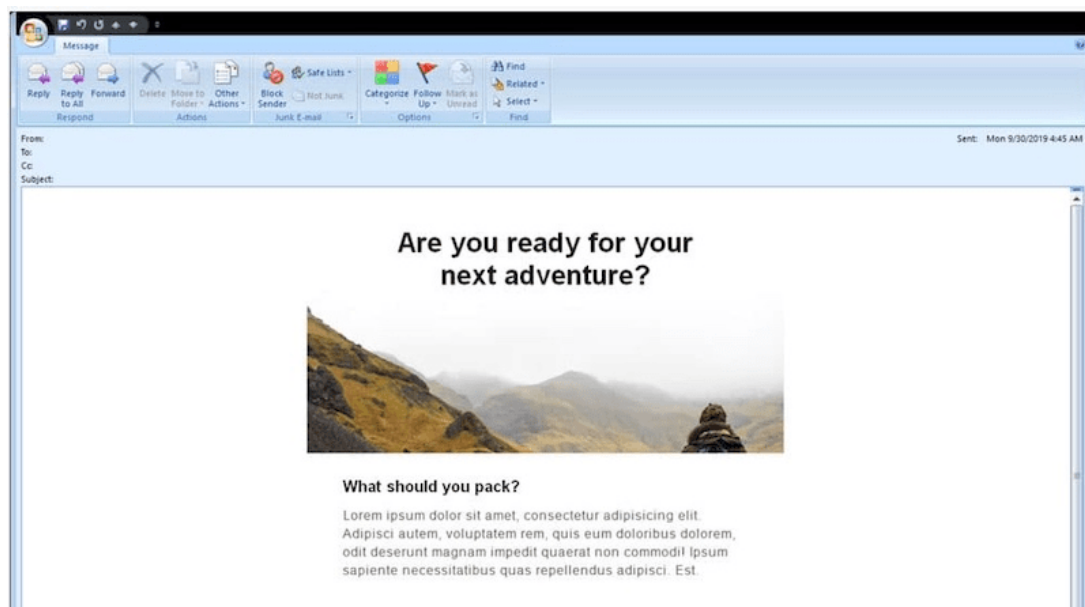 Message
Reply
Reply to All
Forward
Respond
Delete
Move to Folder
Other Actions
Actions
Block Sender
Safe Lists
Not Junk
Junk E-mail
Categorize
Follow Up
Mark as Unread
Options
Find
Related
Select
Find
From:
Sent: Mon 9/30/2019 4:45 AM
To:
Cc:
Subject:
Are you ready for your
next adventure?
What should you pack?
Lorem ipsum dolor sit amet, consectetur adipisicing elit.
Adipisci autem, voluptatem rem, quis eum doloribus dolorem,
odit deserunt magnam impedit quaerat non commodi! Ipsum
sapiente necessitatibus quas repellendus adipisci. Est.